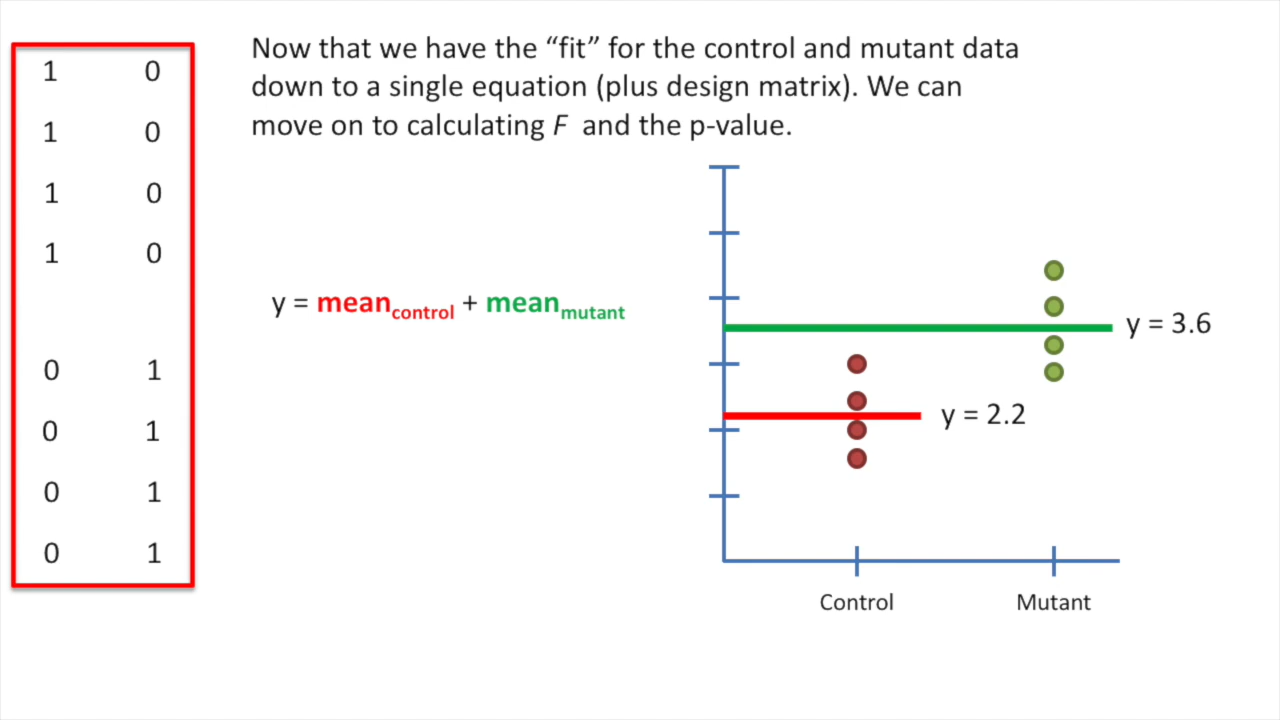 Now that we have the “fit” for the control and mutant data
down to a single equation (plus design matrix). We can
move on to calculating F and the p-value.
1 0
1 0
1 0
1 0
0 1
0 1
0 1
0 1
y = meancontrol + meanmutant
y = 3.6
y = 2.2
Control
Mutant